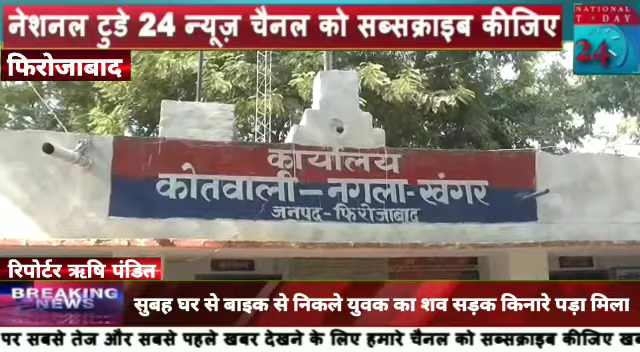 नेशनल टुडे 24 न्यूज़ चैनल को सब्सक्राइब कीजिए
NATIONAL
T DAY
24
फिरोजाबाद
कार्यालय
कोतवाली – नगला-खंगर
जनपद-फिरोजाबाद
रिपोर्टर ऋषि पंडित
BREAKING
NEWS
सुबह घर से बाइक से निकले युवक का शव सड़क किनारे पड़ा मिला
पर सबसे तेज और सबसे पहले खबर देखने के लिए हमारे चैनल को सब्सक्राइब कीजिए